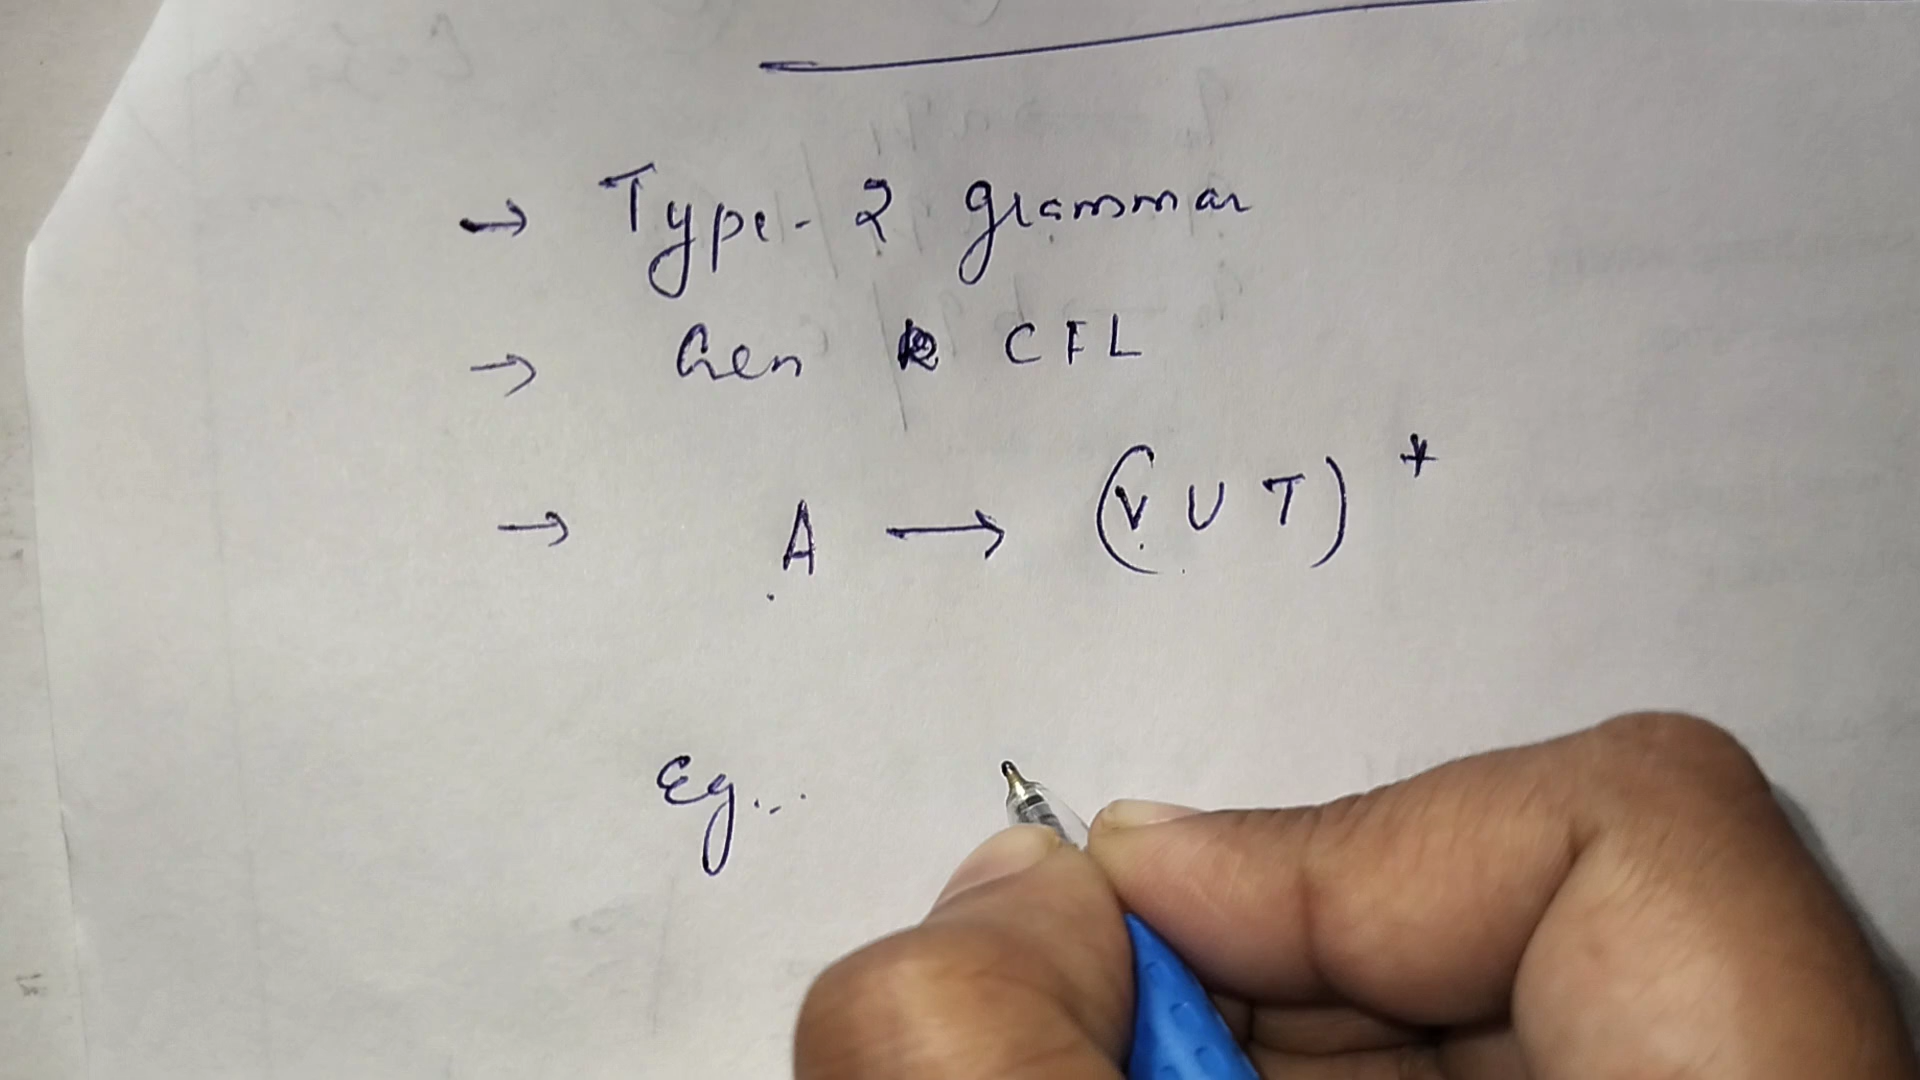 → Type-2 grammar
→ Gen CFL
→ A → (V U T)*
Eg...